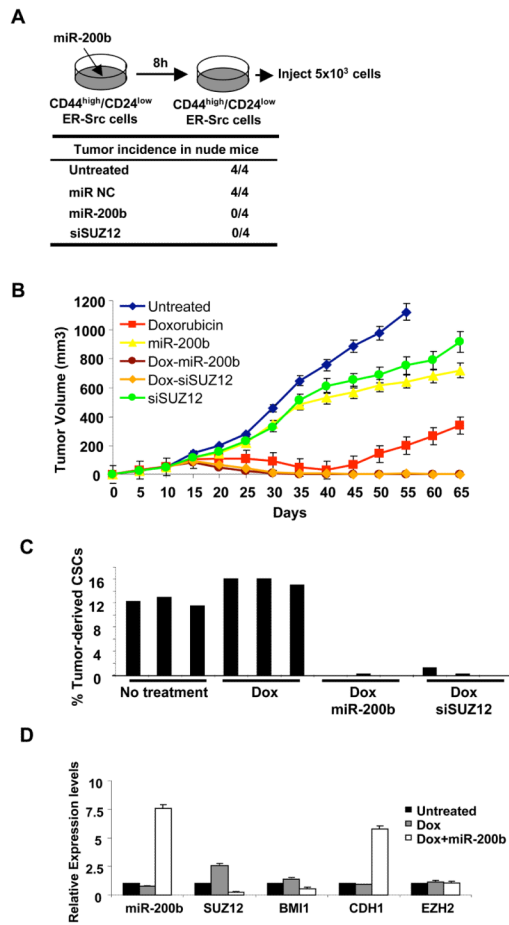 A
miR-200b
8h
Inject 5x10³ cells
CD44ʰⁱᵍʰ/CD24ˡᵒʷ
ER-Src cells
CD44ʰⁱᵍʰ/CD24ˡᵒʷ
ER-Src cells
Tumor incidence in nude mice
Untreated 4/4
miR NC 4/4
miR-200b 0/4
siSUZ12 0/4
B
Tumor Volume (mm3)
1200
1000
800
600
400
200
0
Untreated
Doxorubicin
miR-200b
Dox-miR-200b
Dox-siSUZ12
siSUZ12
0 5 10 15 20 25 30 35 40 45 50 55 60 65
Days
C
% Tumor-derived CSCs
16
12
8
4
0
No treatment Dox Dox Dox
miR-200b siSUZ12
D
Relative Expression levels
10
7.5
5
2.5
0
Untreated
Dox
Dox+miR-200b
miR-200b SUZ12 BMI1 CDH1 EZH2